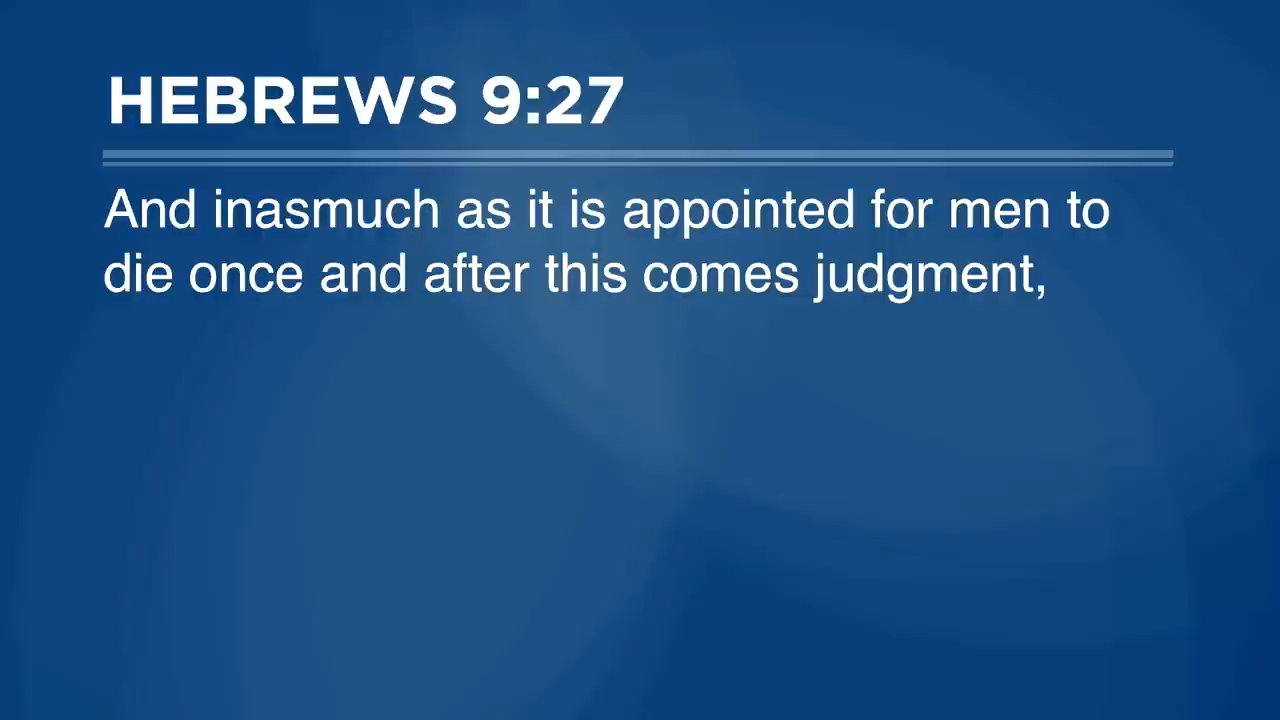 HEBREWS 9:27
And inasmuch as it is appointed for men to
die once and after this comes judgment,